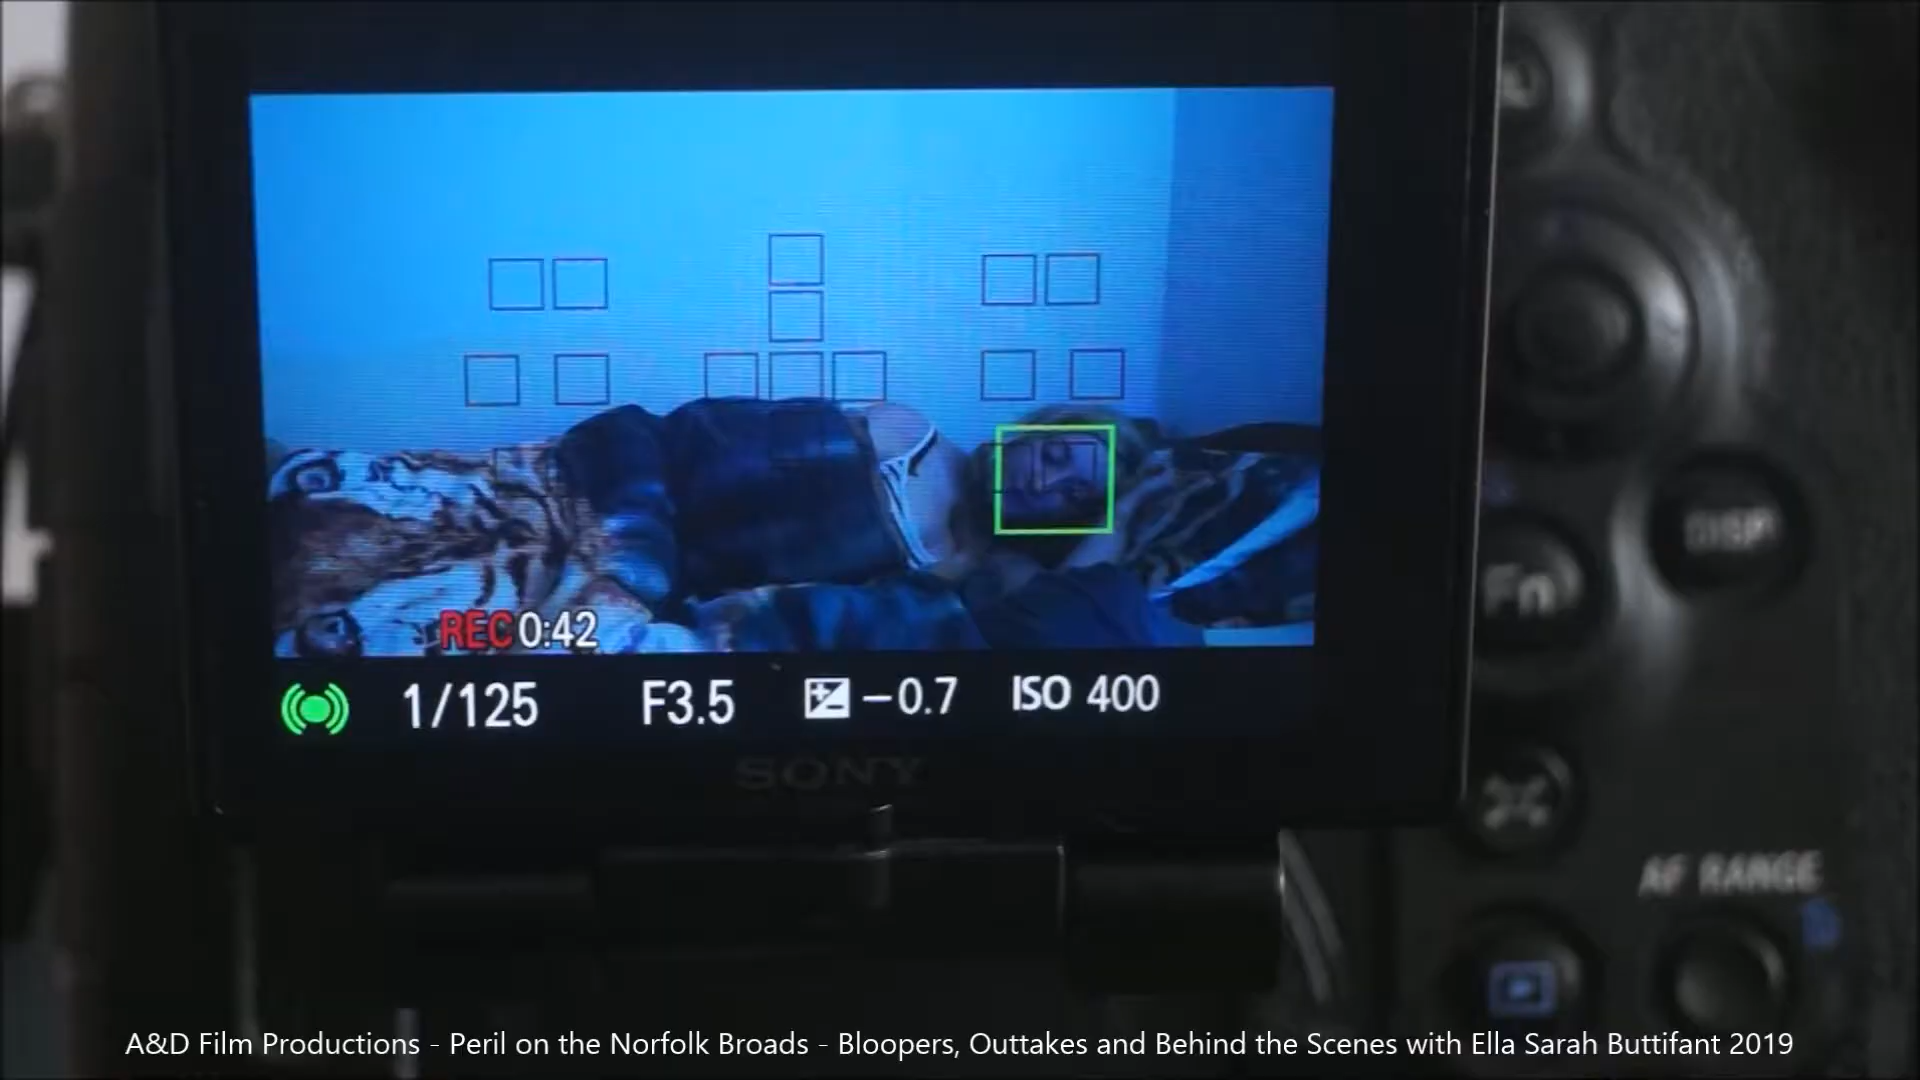 REC 0:42
1/125 F3.5 −0.7 ISO 400
SONY
DISP
Fn
AF RANGE
A&D Film Productions - Peril on the Norfolk Broads - Bloopers, Outtakes and Behind the Scenes with Ella Sarah Buttifant 2019